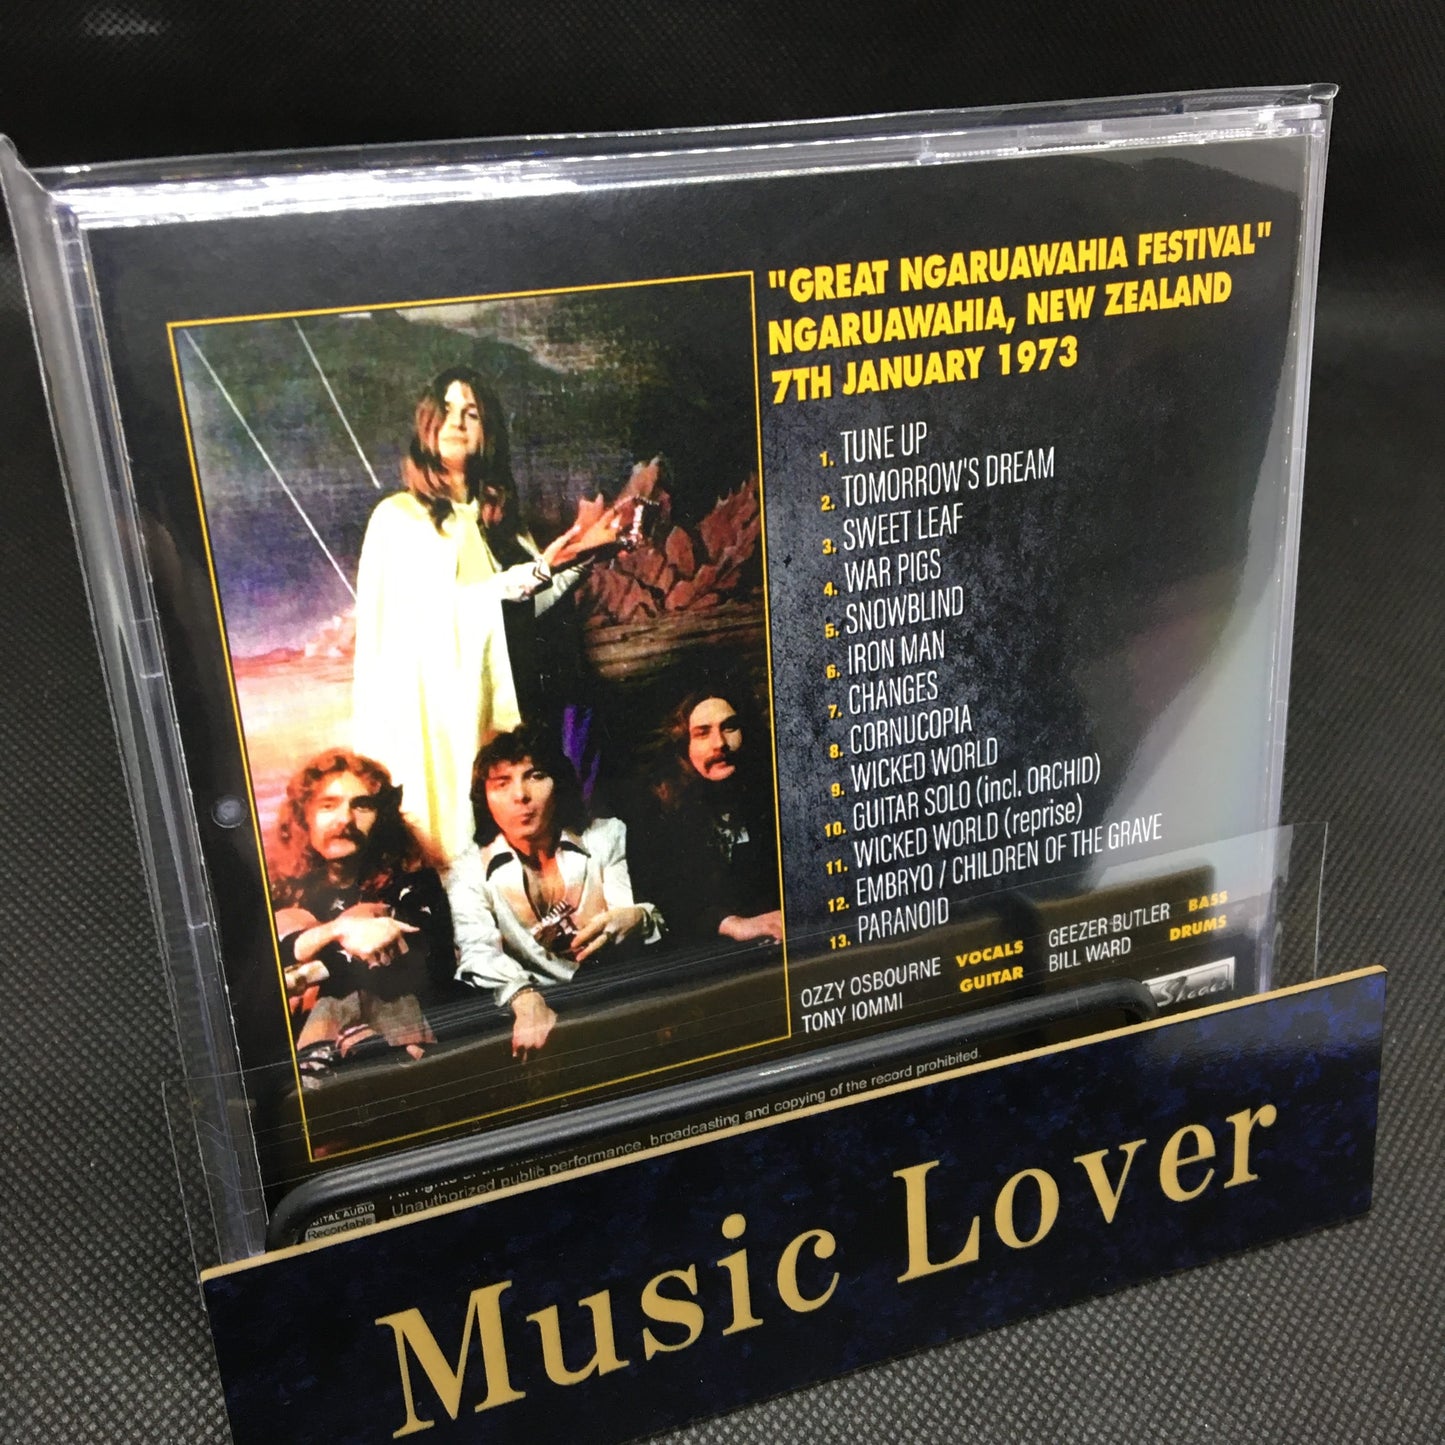 "GREAT NGARUAWAHIA FESTIVAL"
NGARUAWAHIA, NEW ZEALAND
7TH JANUARY 1973
1. TUNE UP
2. TOMORROW'S DREAM
3. SWEET LEAF
4. WAR PIGS
5. SNOWBLIND
6. IRON MAN
7. CHANGES
8. CORNUCOPIA
9. WICKED WORLD
10. GUITAR SOLO (incl. ORCHID)
11. WICKED WORLD (reprise)
12. EMBRYO / CHILDREN OF THE GRAVE
13. PARANOID
OZZY OSBOURNE VOCALS GEEZER BUTLER BASS
TONY IOMMI GUITAR BILL WARD DRUMS
Unauthorized public performance, broadcasting and copying of the record prohibited.
AUDIO
Recordable
Music Lover